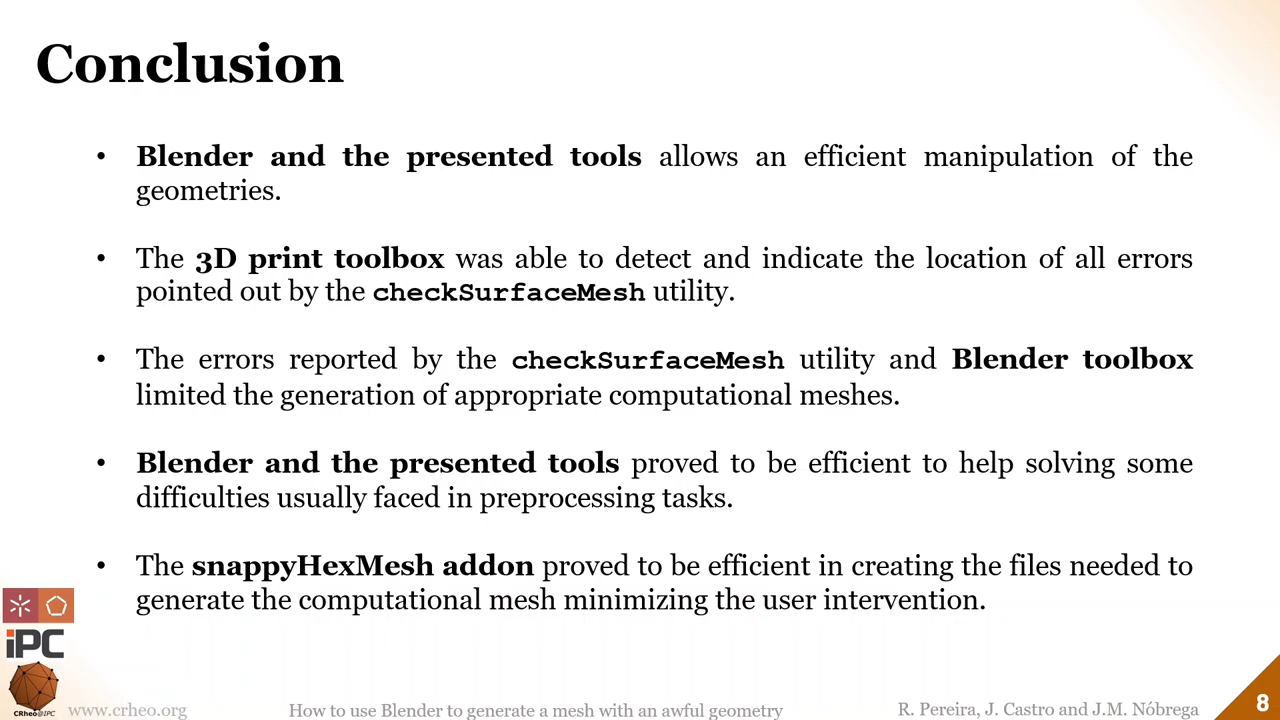 Conclusion
• Blender and the presented tools allows an efficient manipulation of the
geometries.
• The 3D print toolbox was able to detect and indicate the location of all errors
pointed out by the checkSurfaceMesh utility.
• The errors reported by the checkSurfaceMesh utility and Blender toolbox
limited the generation of appropriate computational meshes.
• Blender and the presented tools proved to be efficient to help solving some
difficulties usually faced in preprocessing tasks.
• The snappyHexMesh addon proved to be efficient in creating the files needed to
generate the computational mesh minimizing the user intervention.
iPC
CRheo@IPC
www.crheo.org
How to use Blender to generate a mesh with an awful geometry
R. Pereira, J. Castro and J.M. Nóbrega
8